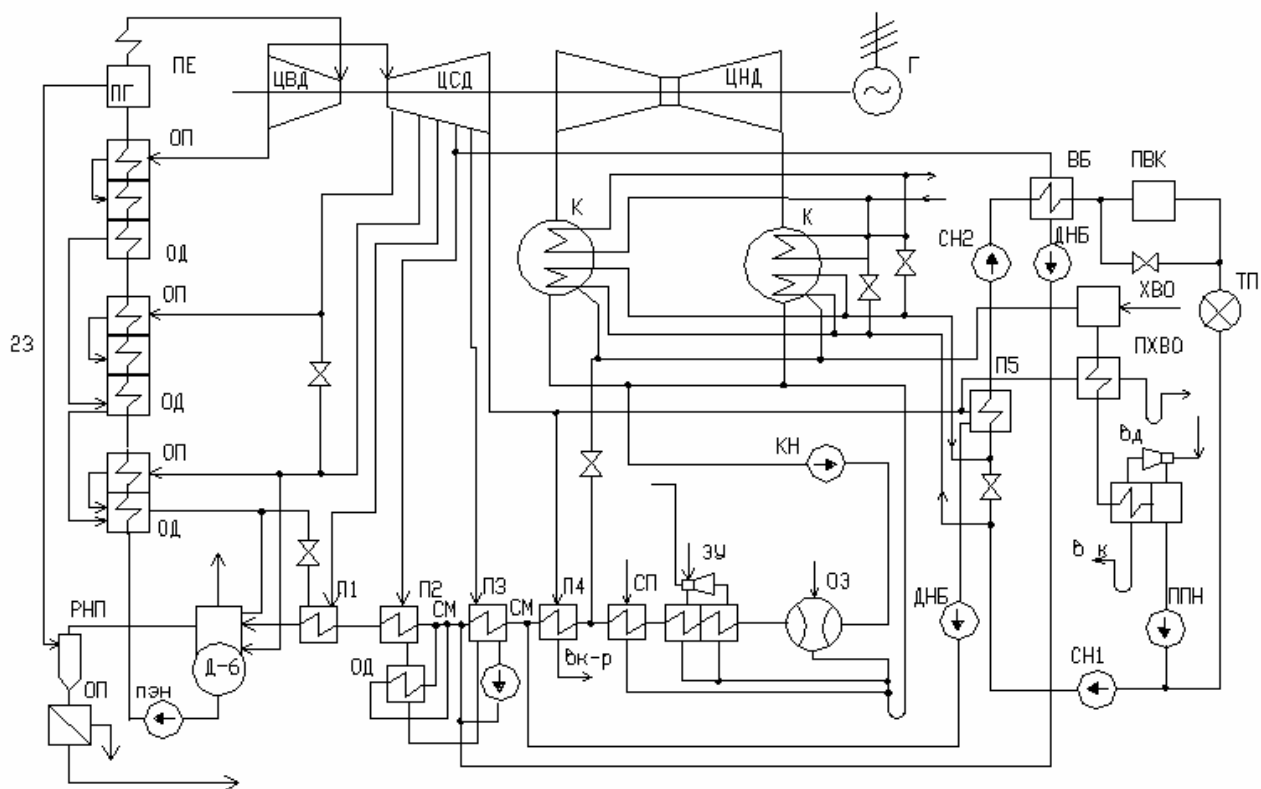 ПЕ
ПГ
ЦВД
ЦСД
ЦНД
Г
ОП
ВБ
ПВК
К
К
ОД
СН2
ДНБ
ОП
ХВО
ТП
23
ПХВО
П5
ОД
ОП
КН
вд
ОД
ЭУ
в к
РНП
П1
П2
П3
П4
СП
ОЭ
ДНБ
ППН
СМ
СМ
Д-6
ОД
вк-р
СН1
ОП
пэн